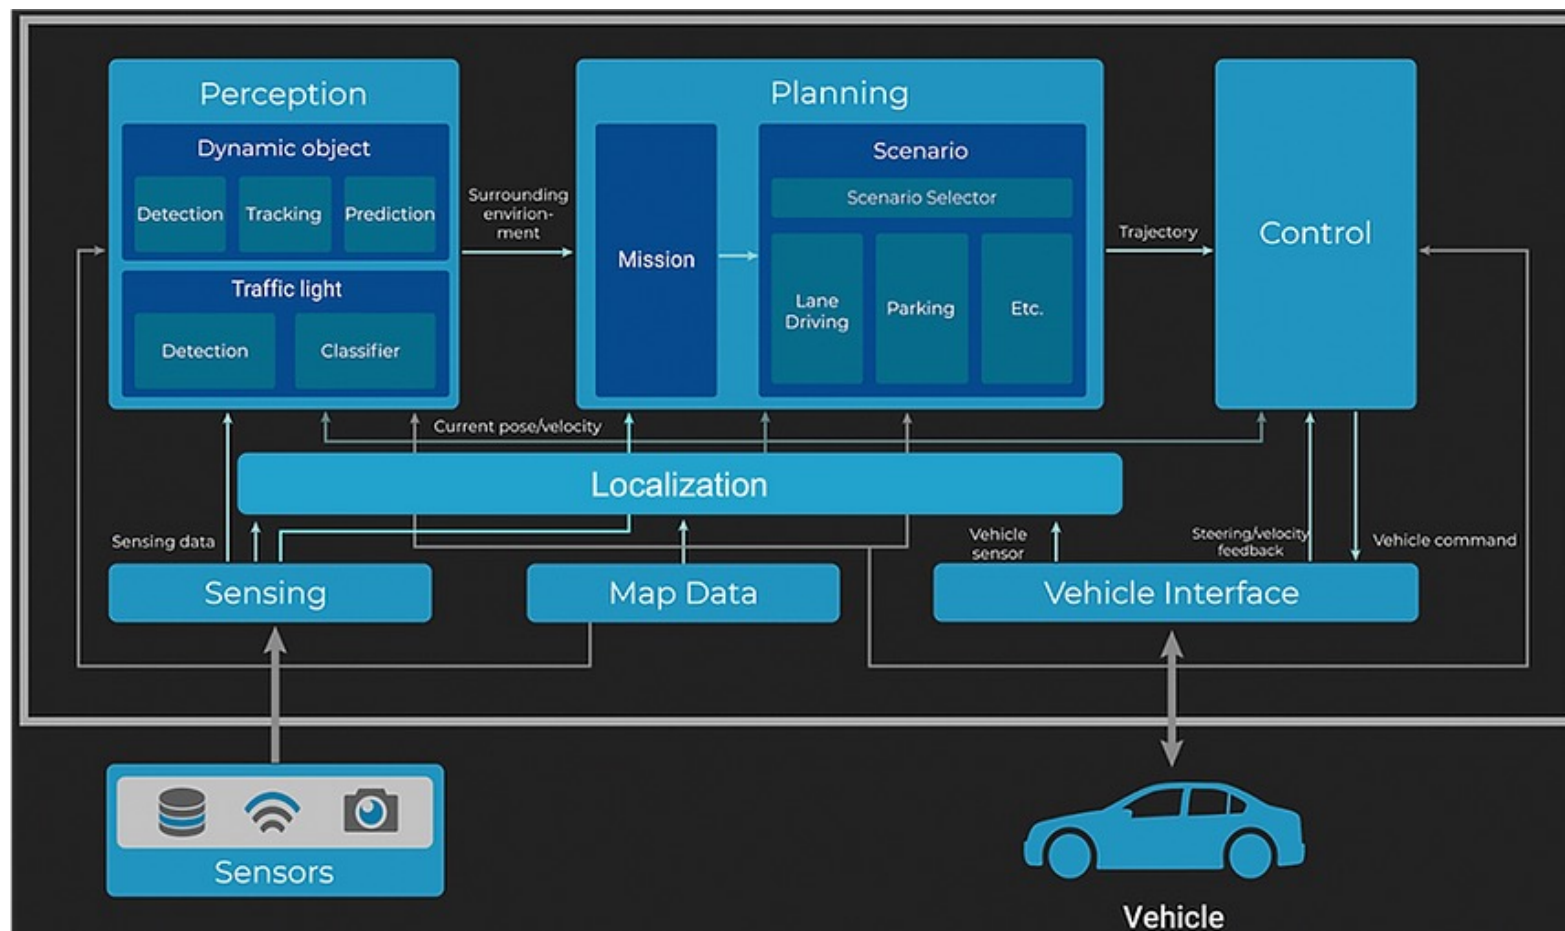 Perception
Dynamic object
Detection
Tracking
Prediction
Traffic light
Detection
Classifier
Surrounding
envirion-
ment
Planning
Mission
Scenario
Scenario Selector
Lane
Driving
Parking
Etc.
Trajectory
Control
Current pose/velocity
Localization
Sensing data
Vehicle
sensor
Steering/velocity
feedback
Vehicle command
Sensing
Map Data
Vehicle Interface
Sensors
Vehicle